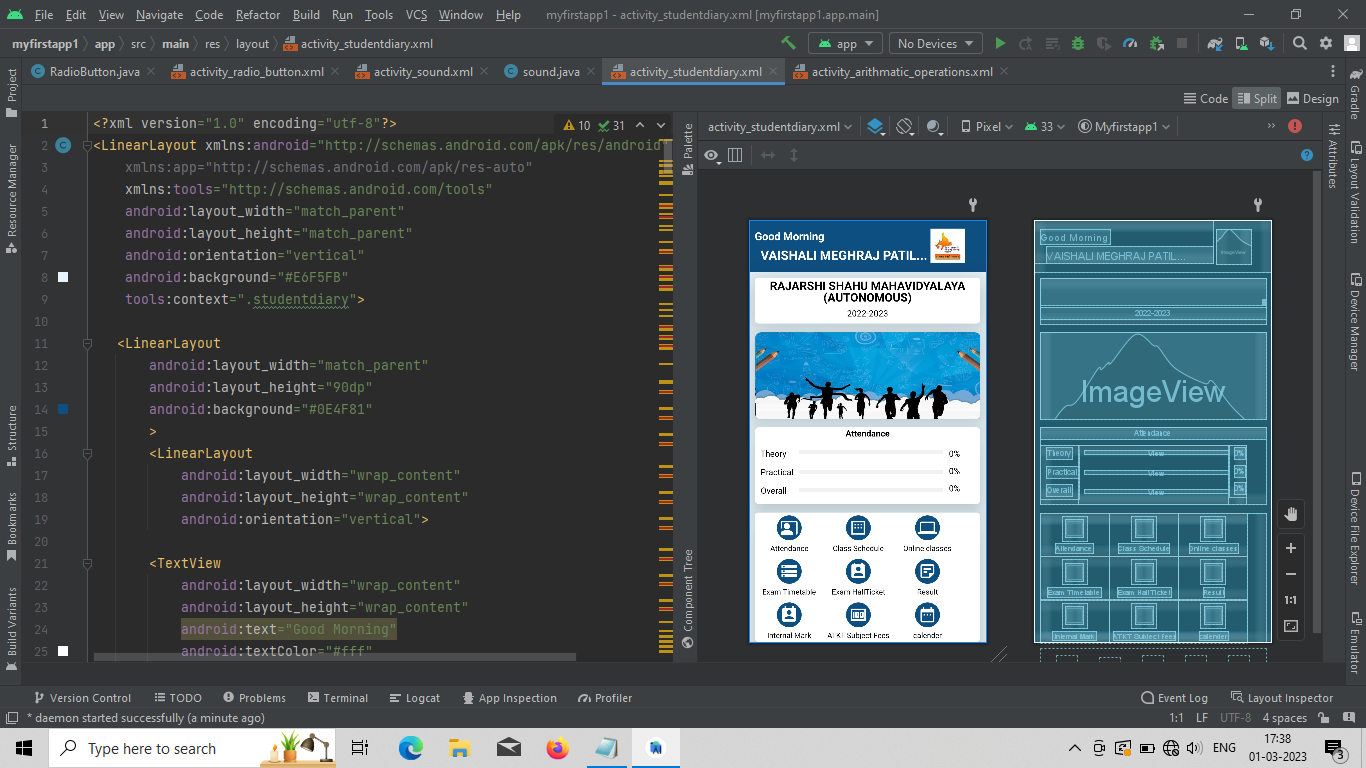 File Edit View Navigate Code Refactor Build Run Tools VCS Window Help myfirstapp1 - activity_studentdiary.xml [myfirstapp1.app.main]
myfirstapp1 app src main res layout activity_studentdiary.xml app No Devices
RadioButton.java activity_radio_button.xml activity_sound.xml sound.java activity_studentdiary.xml activity_arithmatic_operations.xml
Code Split Design
Project
Resource Manager
Structure
Bookmarks
Build Variants
1 <?xml version="1.0" encoding="utf-8"?> 10 31
2 <LinearLayout xmlns:android="http://schemas.android.com/apk/res/android"
3 xmlns:app="http://schemas.android.com/apk/res-auto"
4 xmlns:tools="http://schemas.android.com/tools"
5 android:layout_width="match_parent"
6 android:layout_height="match_parent"
7 android:orientation="vertical"
8 android:background="#E6F5FB"
9 tools:context=".studentdiary">
10
11 <LinearLayout
12 android:layout_width="match_parent"
13 android:layout_height="90dp"
14 android:background="#0E4F81"
15 >
16 <LinearLayout
17 android:layout_width="wrap_content"
18 android:layout_height="wrap_content"
19 android:orientation="vertical">
20
21 <TextView
22 android:layout_width="wrap_content"
23 android:layout_height="wrap_content"
24 android:text="Good Morning"
25 android:textColor="#fff"
Palette
Component Tree
activity_studentdiary.xml Pixel 33 Myfirstapp1
Good Morning
VAISHALI MEGHRAJ PATIL...
RAJARSHI SHAHU MAHAVIDYALAYA
(AUTONOMOUS)
2022-2023
Attendance
Theory 0%
Practical 0%
Overall 0%
Attendance Class Schedule Online classes
Exam Timetable Exam HallTicket Result
Internal Mark ATKT Subject Fees calender
Good Morning
VAISHALI MEGHRAJ PATIL...
ImageView
2022-2023
ImageView
Attendance
Theory View 0%
Practical View 0%
Overall View 0%
Attendance Class Schedule Online classes
Exam Timetable Exam HallTicket Result
Internal Mark ATKT Subject Fees calender
1:1
Attributes
Gradle
Layout Validation
Device Manager
Device File Explorer
Emulator
Version Control TODO Problems Terminal Logcat App Inspection Profiler Event Log Layout Inspector
* daemon started successfully (a minute ago) 1:1 LF UTF-8 4 spaces
Type here to search ENG 17:38
01-03-2023 3